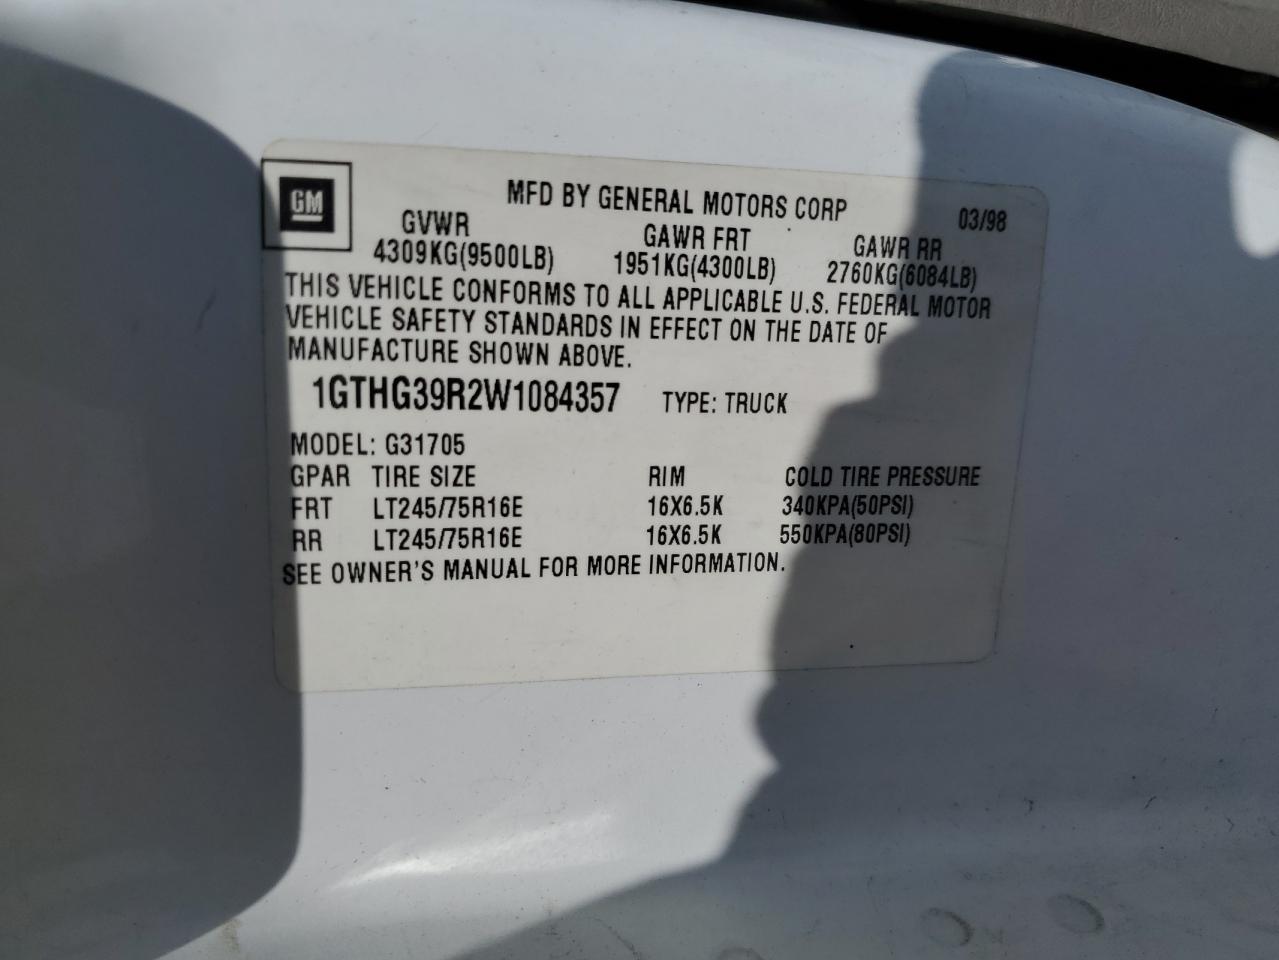 GM
MFD BY GENERAL MOTORS CORP 03/98
GVWR GAWR FRT GAWR RR
4309KG(9500LB) 1951KG(4300LB) 2760KG(6084LB)
THIS VEHICLE CONFORMS TO ALL APPLICABLE U.S. FEDERAL MOTOR
VEHICLE SAFETY STANDARDS IN EFFECT ON THE DATE OF
MANUFACTURE SHOWN ABOVE.
1GTHG39R2W1084357 TYPE: TRUCK
MODEL: G31705
GPAR TIRE SIZE RIM COLD TIRE PRESSURE
FRT LT245/75R16E 16X6.5K 340KPA(50PSI)
RR LT245/75R16E 16X6.5K 550KPA(80PSI)
SEE OWNER'S MANUAL FOR MORE INFORMATION.